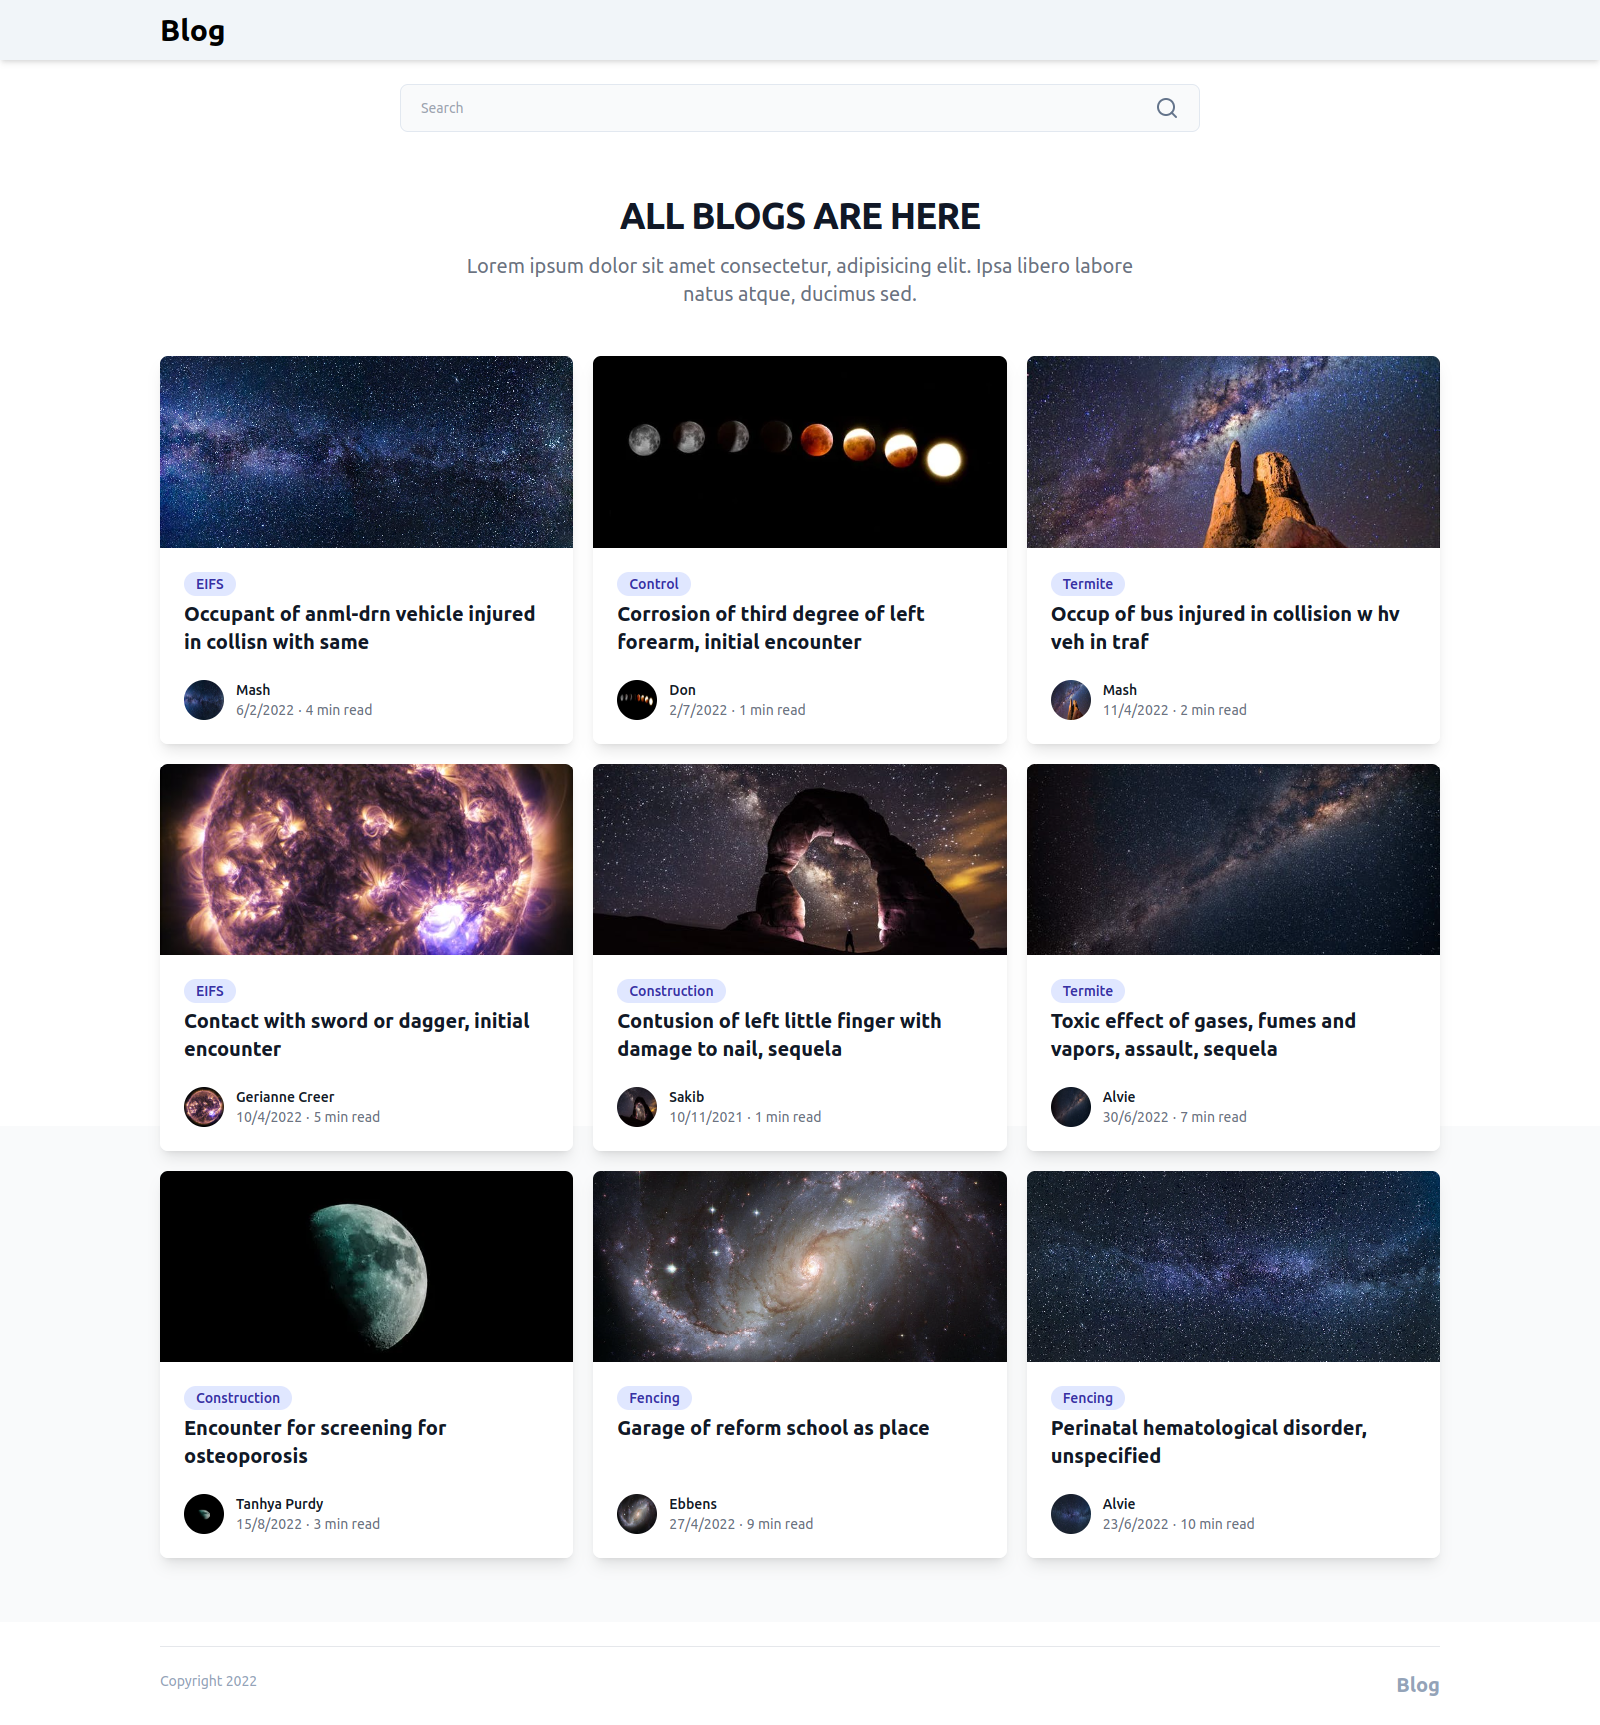 Blog
Search
ALL BLOGS ARE HERE
Lorem ipsum dolor sit amet consectetur, adipisicing elit. Ipsa libero labore
natus atque, ducimus sed.
EIFS
Occupant of anml-drn vehicle injured
in collisn with same
Mash
6/2/2022 · 4 min read
Control
Corrosion of third degree of left
forearm, initial encounter
Don
2/7/2022 · 1 min read
Termite
Occup of bus injured in collision w hv
veh in traf
Mash
11/4/2022 · 2 min read
EIFS
Contact with sword or dagger, initial
encounter
Gerianne Creer
10/4/2022 · 5 min read
Construction
Contusion of left little finger with
damage to nail, sequela
Sakib
10/11/2021 · 1 min read
Termite
Toxic effect of gases, fumes and
vapors, assault, sequela
Alvie
30/6/2022 · 7 min read
Construction
Encounter for screening for
osteoporosis
Tanhya Purdy
15/8/2022 · 3 min read
Fencing
Garage of reform school as place
Ebbens
27/4/2022 · 9 min read
Fencing
Perinatal hematological disorder,
unspecified
Alvie
23/6/2022 · 10 min read
Copyright 2022
Blog